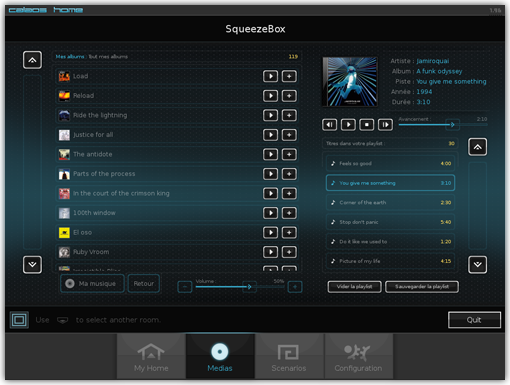 calaos home
1:56
SqueezeBox
Mes albums: Tout mes albums 119
Load
Reload
Ride the lightning
Justice for all
The antidote
Parts of the process
In the court of the crimson king
100th window
El oso
Ruby Vroom
Irresistible Bliss
Ma musique
Retour
Volume 50%
Artiste : Jamiroquai
Album : A funk odyssey
Piste : You give me something
Année : 1994
Durée : 3:10
Avancement 2:10
Titres dans votre playlist : 30
Feels so good 4:00
You give me something 3:10
Corner of the earth 2:30
Stop don't panic 5:40
Do it like we used to 1:20
Picture of my life 4:15
Vider la playlist
Sauvegarder la playlist
Use to select another room.
Quit
My Home
Medias
Scenarios
Configuration